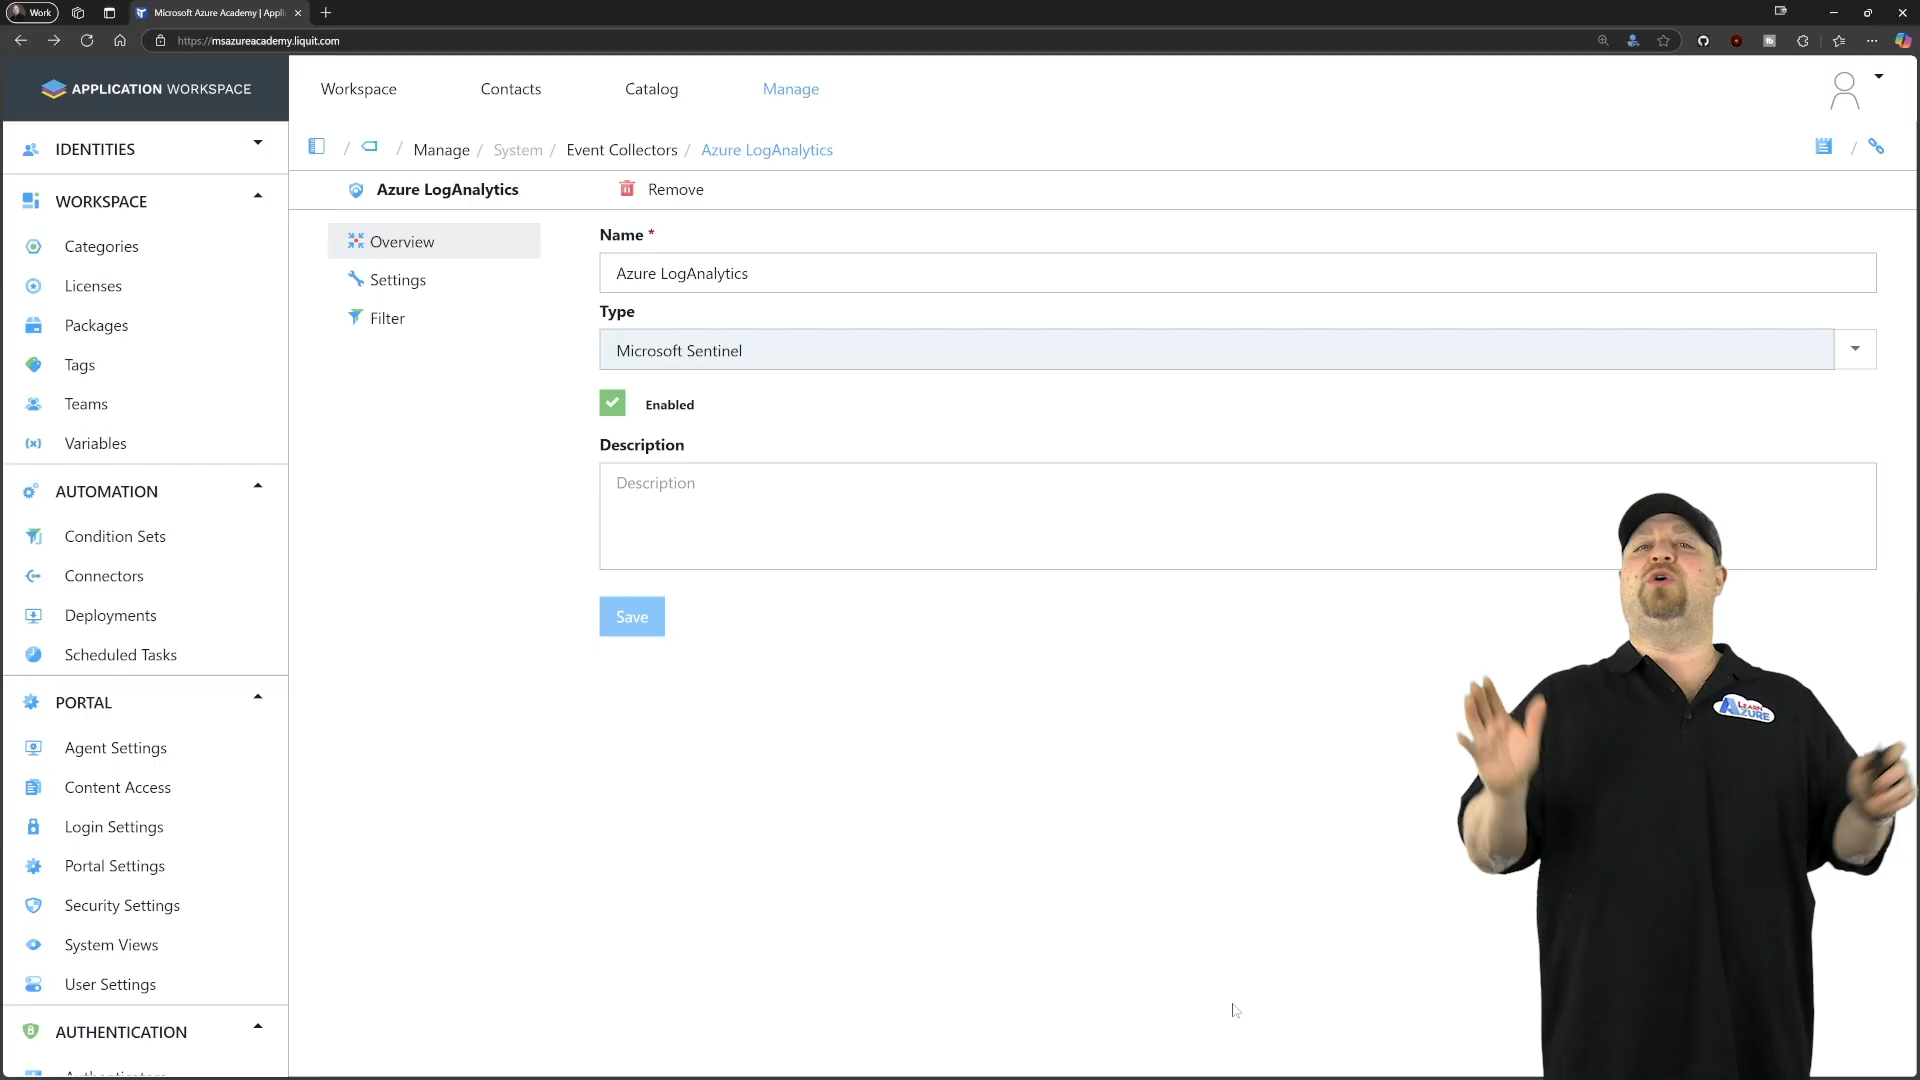 Work
Microsoft Azure Academy | Appli
https://msazureacademy.liquit.com
APPLICATION WORKSPACE
Workspace
Contacts
Catalog
Manage
IDENTITIES
WORKSPACE
Categories
Licenses
Packages
Tags
Teams
Variables
AUTOMATION
Condition Sets
Connectors
Deployments
Scheduled Tasks
PORTAL
Agent Settings
Content Access
Login Settings
Portal Settings
Security Settings
System Views
User Settings
AUTHENTICATION
/ / Manage / System / Event Collectors / Azure LogAnalytics
/
Azure LogAnalytics
Remove
Overview
Settings
Filter
Name *
Azure LogAnalytics
Type
Microsoft Sentinel
Enabled
Description
Description
Save
LEARN
AZURE